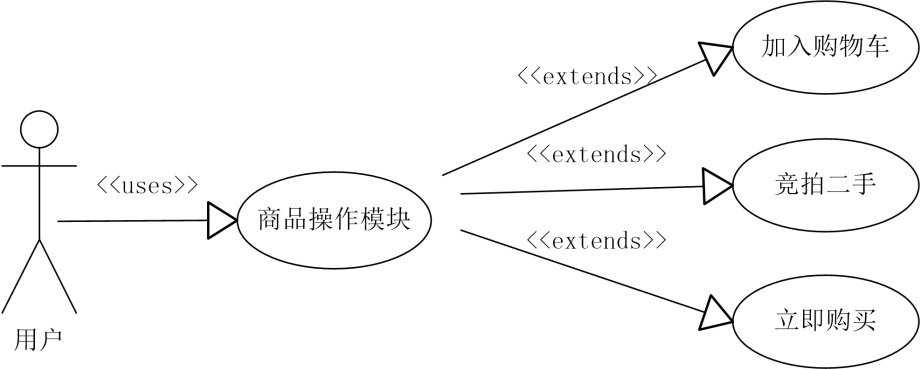 加入购物车
<<extends>>
<<extends>>
竞拍二手
<<uses>>
商品操作模块
<<extends>>
立即购买
用户